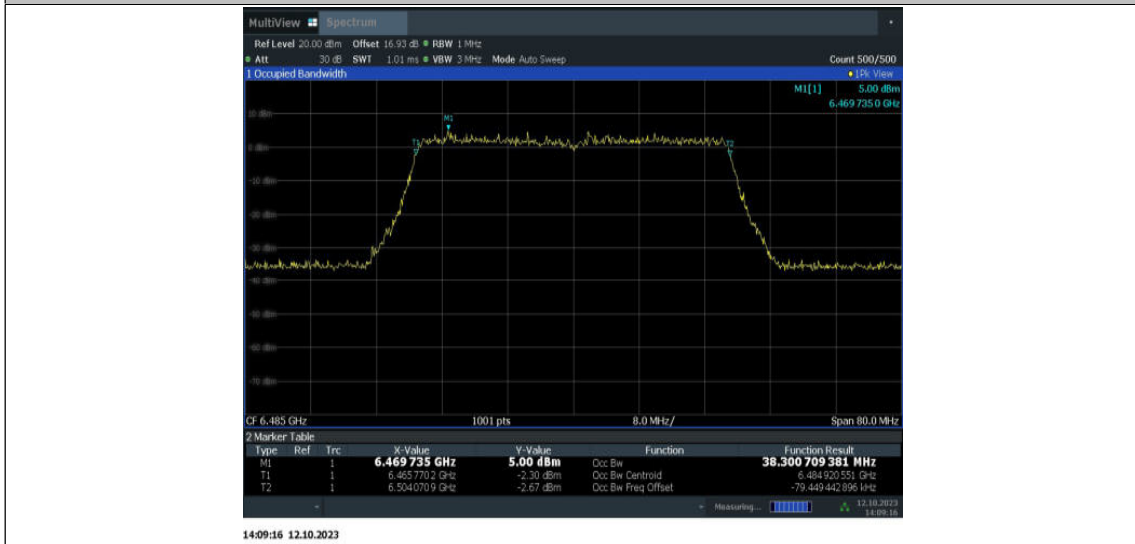 MultiView Spectrum
Ref Level 20.00 dBm Offset 16.93 dB RBW 1 MHz
Att 30 dB SWT 1.01 ms VBW 3 MHz Mode Auto Sweep Count 500/500
1 Occupied Bandwidth 1Pk View
M1[1] 5.00 dBm
6.469 735 0 GHz
10 dBm
M1
0 dBm
T1 T2
-10 dBm
-20 dBm
-30 dBm
-40 dBm
-50 dBm
-60 dBm
-70 dBm
CF 6.485 GHz 1001 pts 8.0 MHz/ Span 80.0 MHz
2 Marker Table
Type Ref Trc X-Value Y-Value Function Function Result
M1 1 6.469 735 GHz 5.00 dBm Occ Bw 38.300 709 381 MHz
T1 1 6.465 770 2 GHz -2.30 dBm Occ Bw Centroid 6.484 920 551 GHz
T2 1 6.504 070 9 GHz -2.67 dBm Occ Bw Freq Offset -79.449 442 896 kHz
Measuring... 12.10.2023
14:09:16
14:09:16 12.10.2023